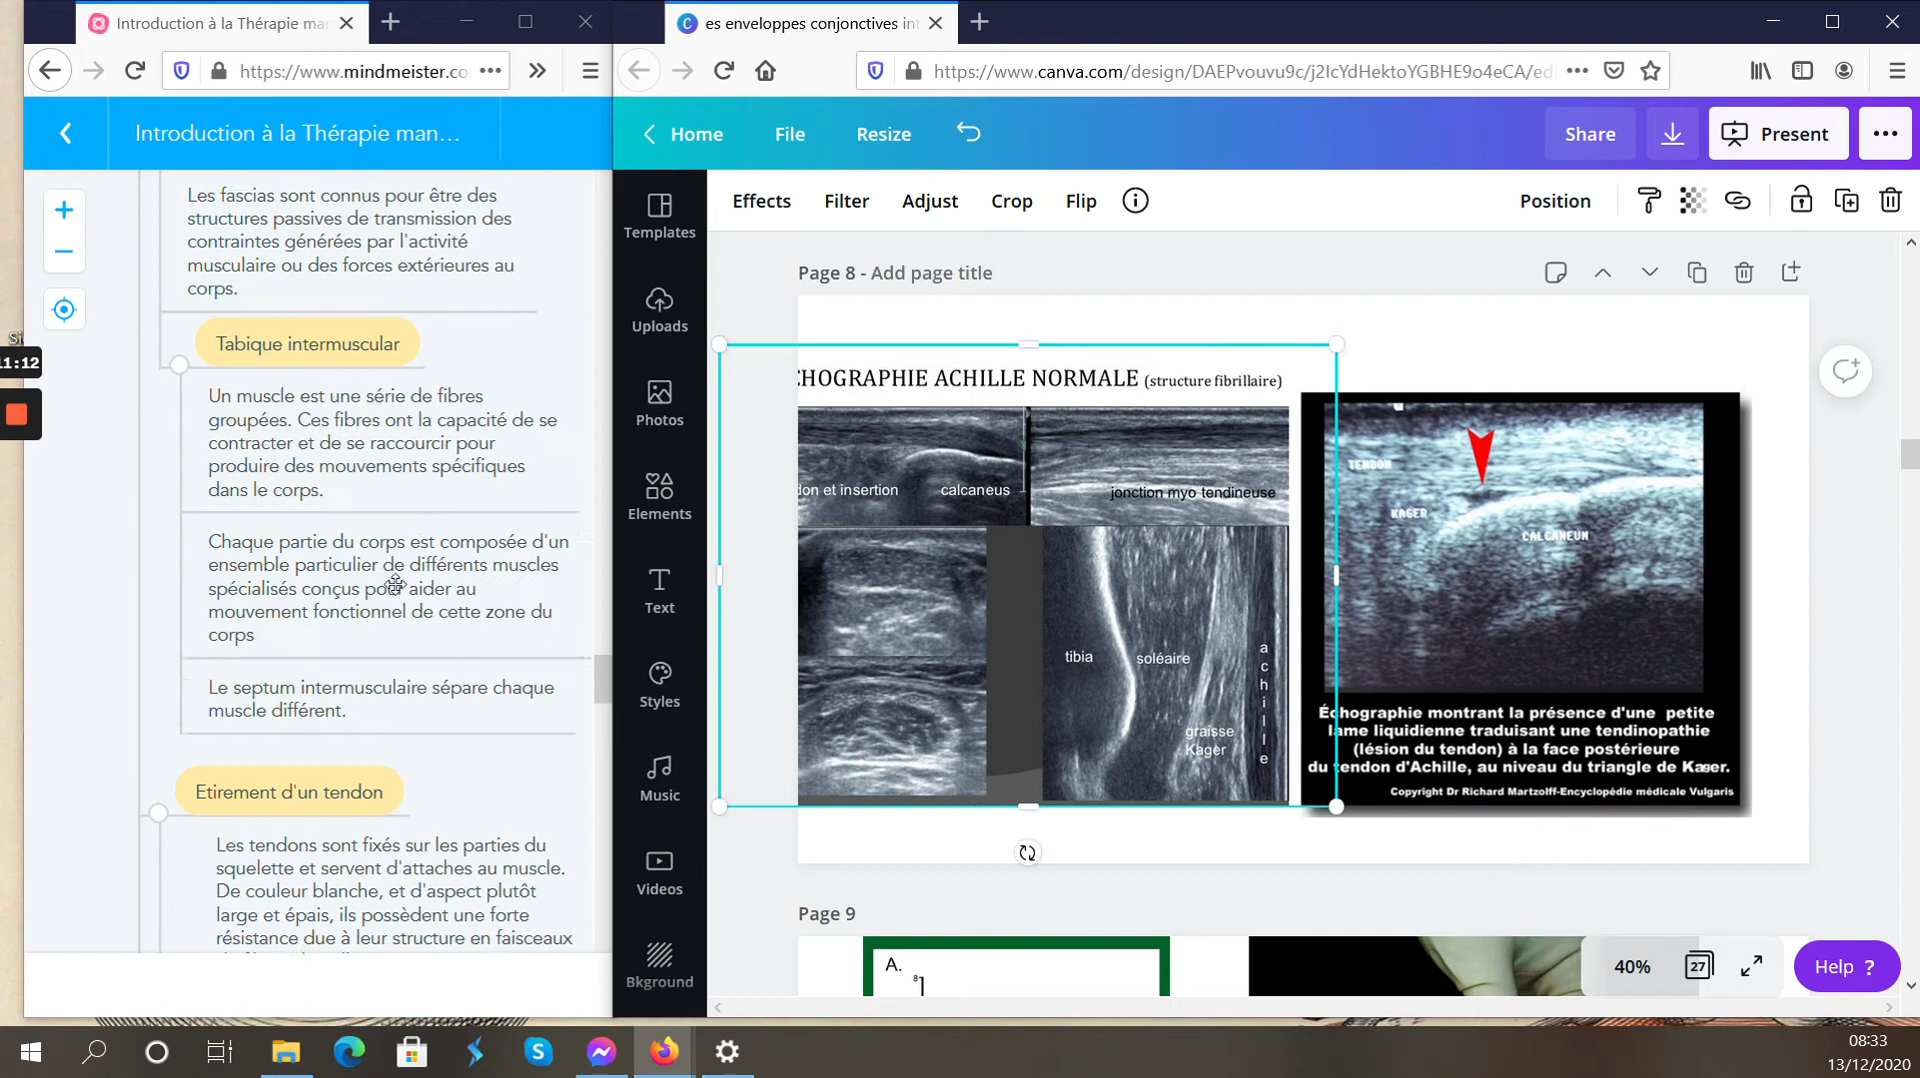 Introduction à la Thérapie man
es enveloppes conjonctives int
https://www.mindmeister.co
https://www.canva.com/design/DAEPvouvu9c/j2IcYdHektoYGBHE9o4eCA/ed
Introduction à la Thérapie man...
Home
File
Resize
Share
Present
Les fascias sont connus pour être des
structures passives de transmission des
contraintes générées par l'activité
musculaire ou des forces extérieures au
corps.
Tabique intermuscular
Un muscle est une série de fibres
groupées. Ces fibres ont la capacité de se
contracter et de se raccourcir pour
produire des mouvements spécifiques
dans le corps.
Chaque partie du corps est composée d'un
ensemble particulier de différents muscles
spécialisés conçus pour aider au
mouvement fonctionnel de cette zone du
corps
Le septum intermusculaire sépare chaque
muscle différent.
Etirement d'un tendon
Les tendons sont fixés sur les parties du
squelette et servent d'attaches au muscle.
De couleur blanche, et d'aspect plutôt
large et épais, ils possèdent une forte
résistance due à leur structure en faisceaux
Si
11:12
Templates
Uploads
Photos
Elements
Text
Styles
Music
Videos
Bkground
Effects
Filter
Adjust
Crop
Flip
Position
Page 8 - Add page title
CHOGRAPHIE ACHILLE NORMALE (structure fibrillaire)
don et insertion
calcaneus
jonction myo tendineuse
tibia
soléaire
graisse
Kager
achille
TENDON
KAGER
CALCANEUM
Échographie montrant la présence d'une petite
lame liquidienne traduisant une tendinopathie
(lésion du tendon) à la face postérieure
du tendon d'Achille, au niveau du triangle de Kager.
Copyright Dr Richard Martzolff-Encyclopédie médicale Vulgaris
Page 9
A.
8
40%
27
Help ?
08:33
13/12/2020